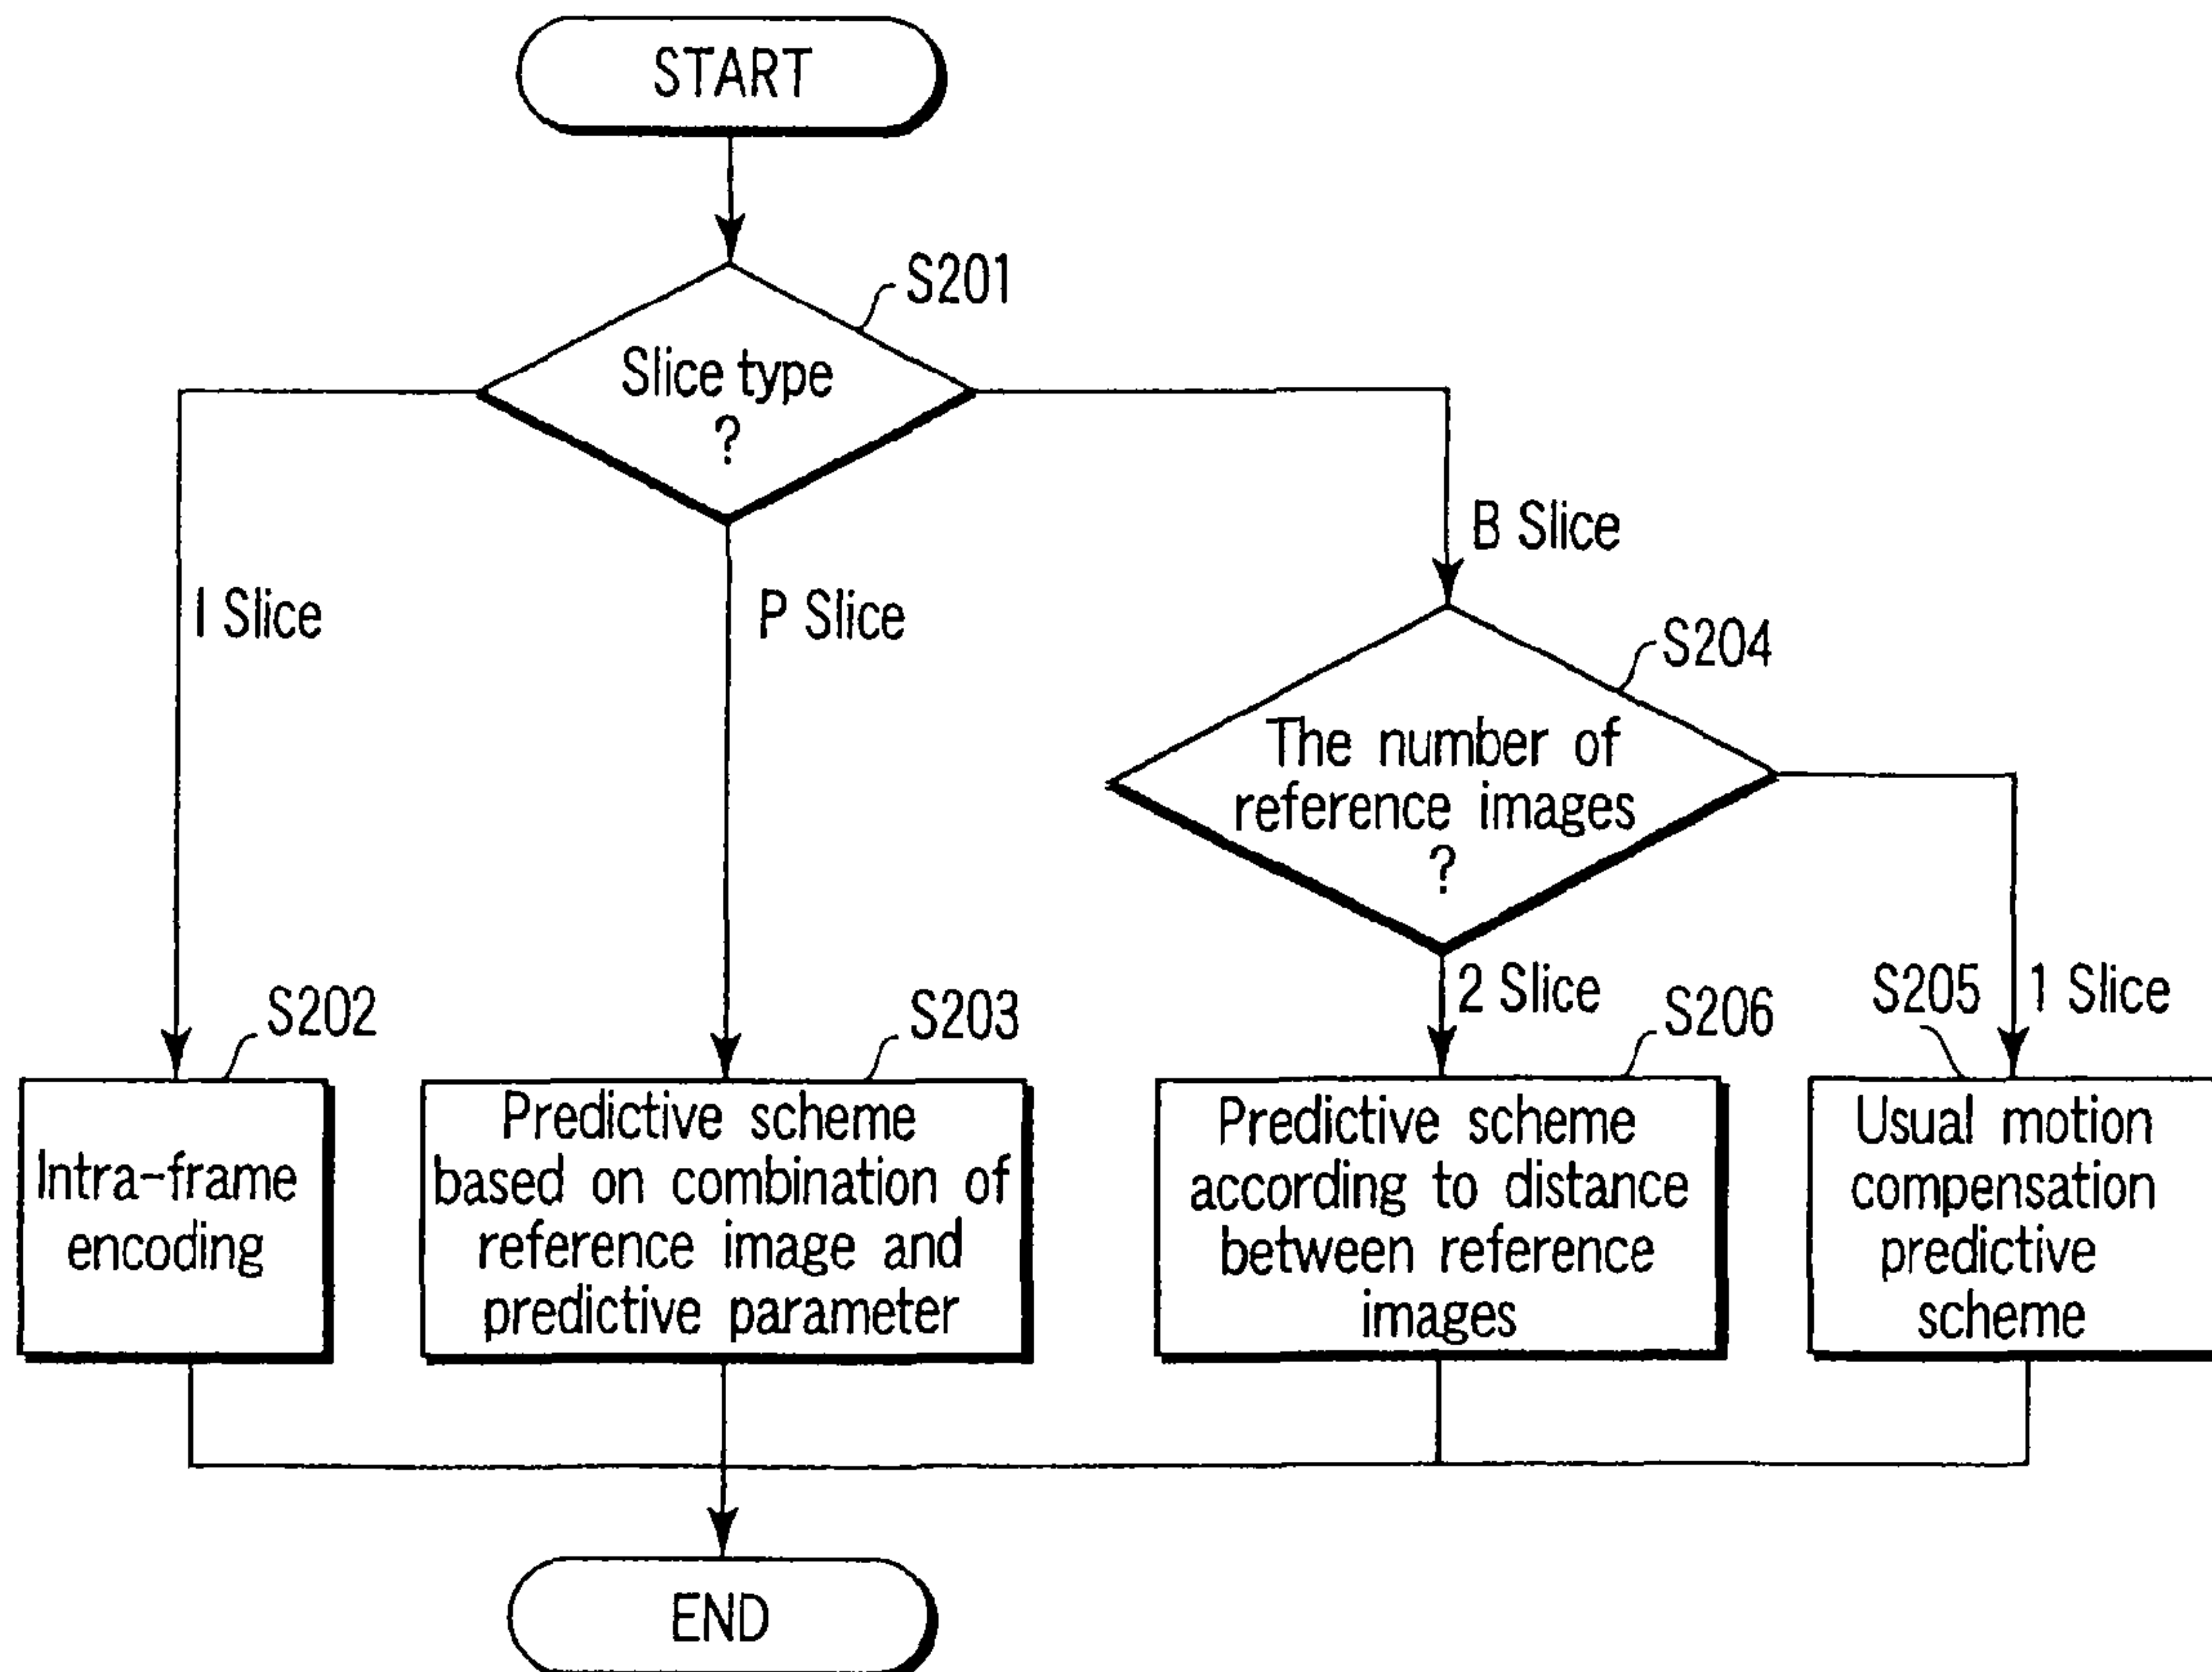 START
S201
Slice type
?
I Slice
P Slice
B Slice
S204
The number of
reference images
?
2 Slice
1 Slice
S202
Intra-frame
encoding
S203
Predictive scheme
based on combination of
reference image and
predictive parameter
S206
Predictive scheme
according to distance
between reference
images
S205
Usual motion
compensation
predictive
scheme
END